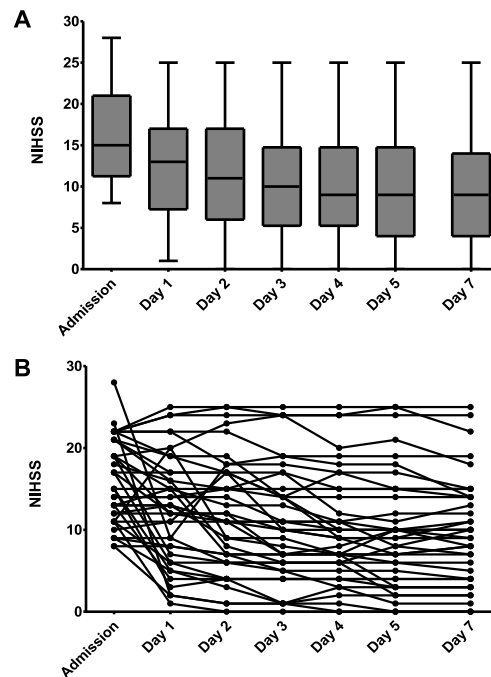 A
30
25
20
15
10
5
0
NIHSS
Admission
Day 1
Day 2
Day 3
Day 4
Day 5
Day 7
B
30
20
10
0
NIHSS
Admission
Day 1
Day 2
Day 3
Day 4
Day 5
Day 7